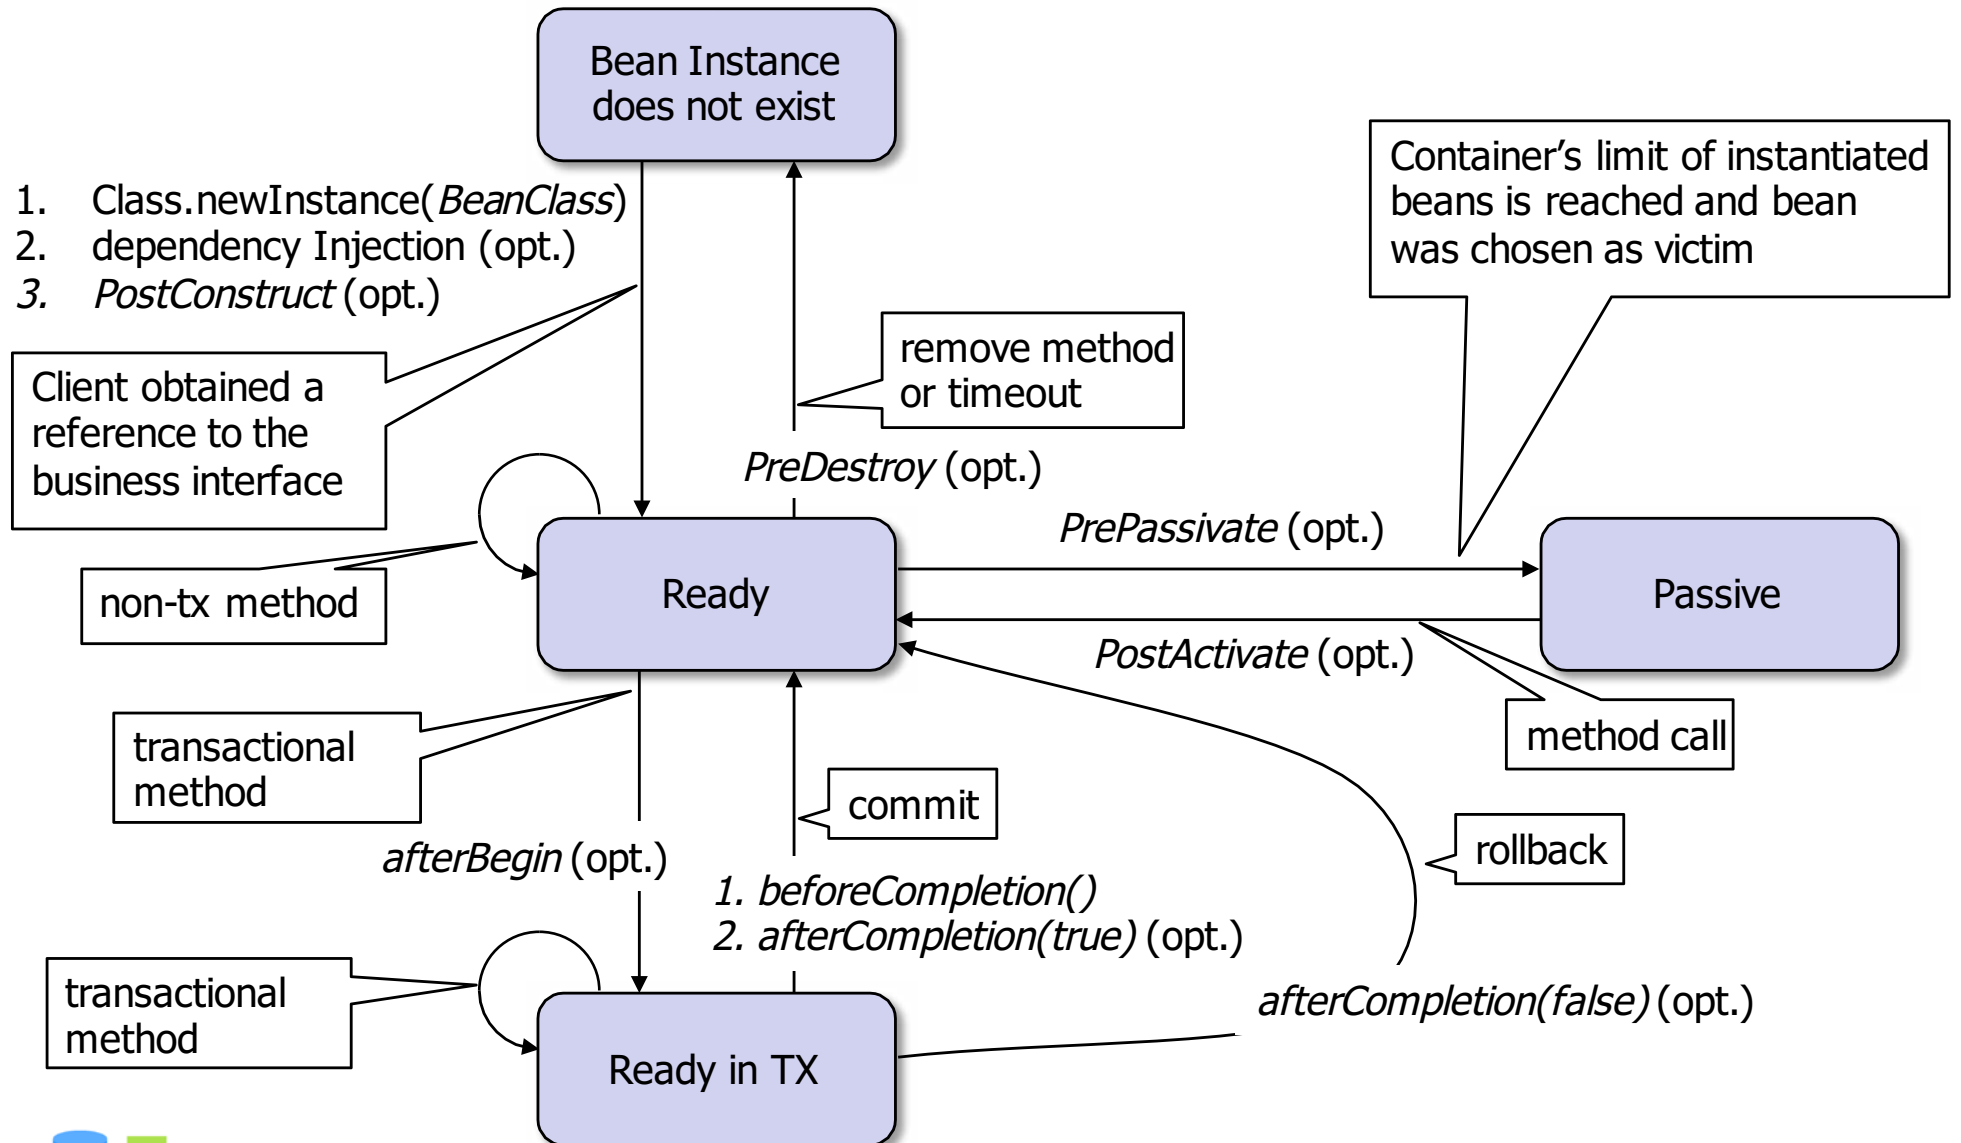 Bean Instance
does not exist
1. Class.newInstance(BeanClass)
2. dependency Injection (opt.)
3. PostConstruct (opt.)
Container’s limit of instantiated
beans is reached and bean
was chosen as victim
remove method
or timeout
Client obtained a
reference to the
business interface
PreDestroy (opt.)
PrePassivate (opt.)
non-tx method
Ready
Passive
PostActivate (opt.)
method call
transactional
method
commit
afterBegin (opt.)
rollback
1. beforeCompletion()
2. afterCompletion(true) (opt.)
transactional
method
afterCompletion(false) (opt.)
Ready in TX